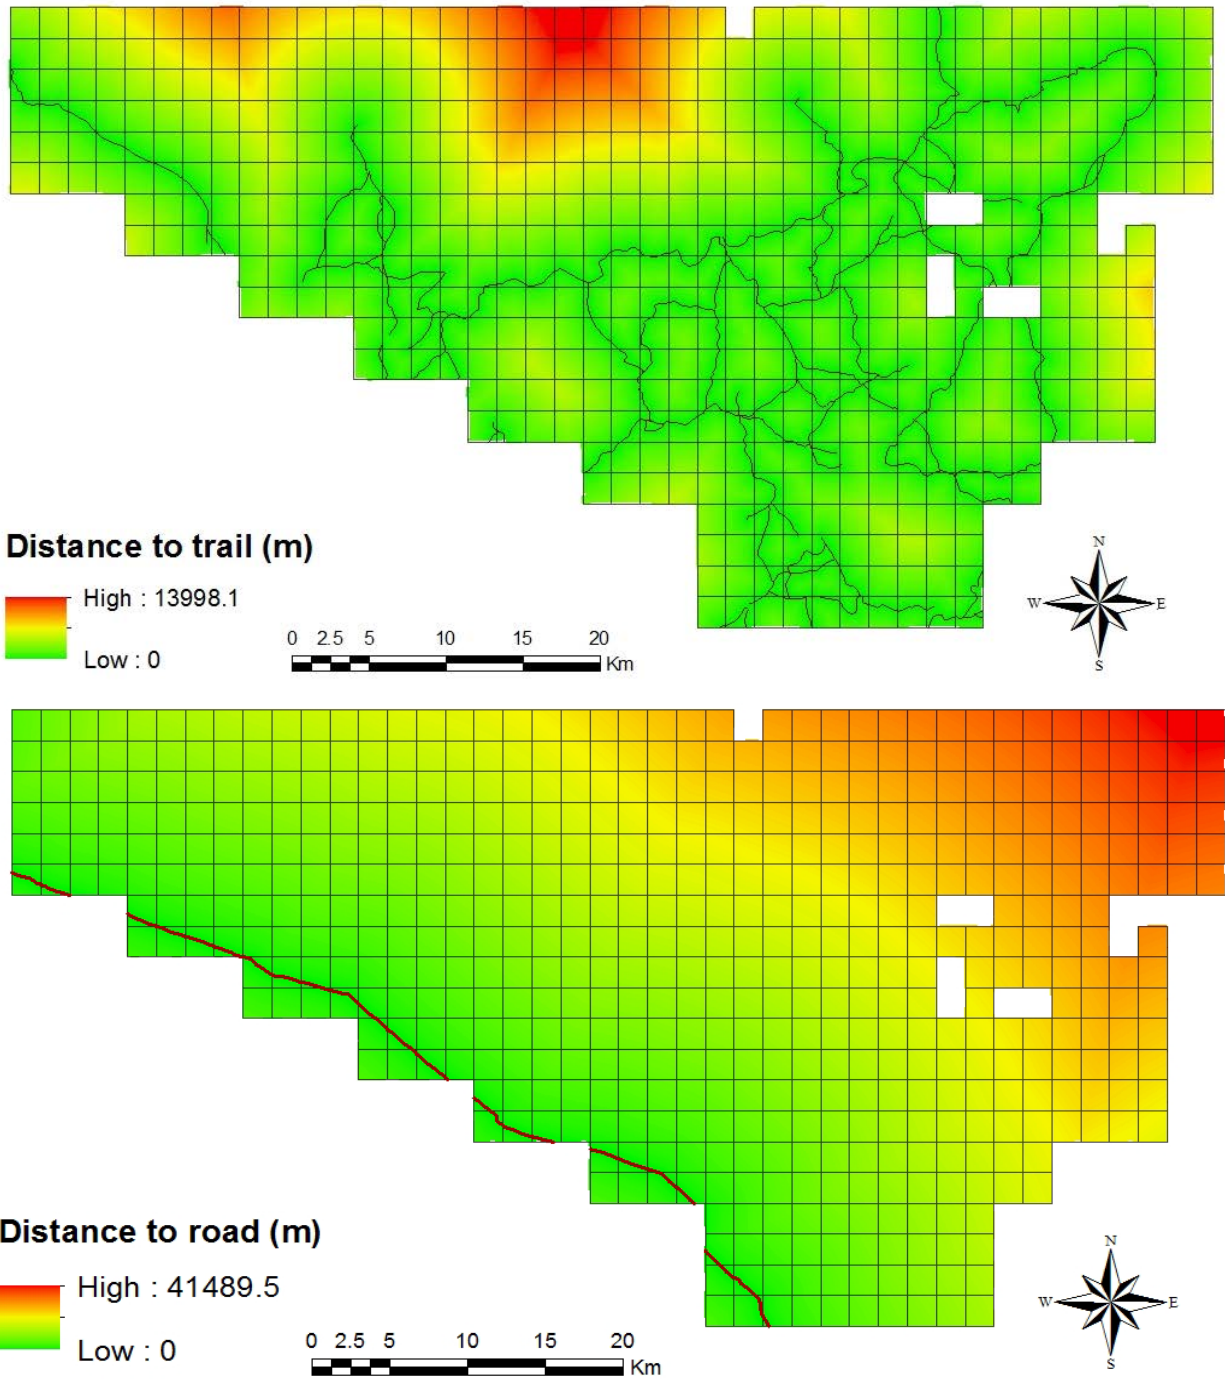 Distance to trail (m)
High : 13998.1
Low : 0
0 2.5 5 10 15 20
Km
N
W E
S
Distance to road (m)
High : 41489.5
Low : 0
0 2.5 5 10 15 20
Km
N
W E
S